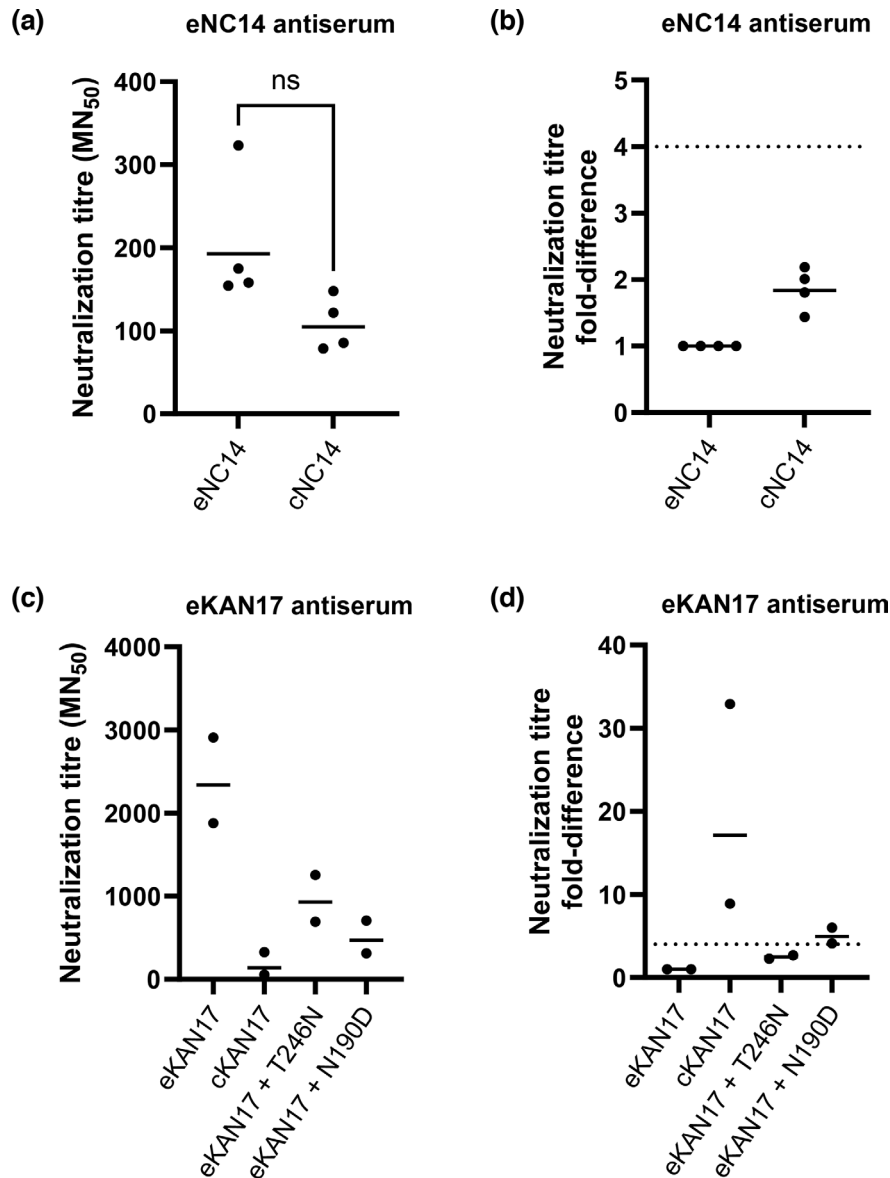 (a)
eNC14 antiserum
Neutralization titre (MN50)
400
300
200
100
0
ns
eNC14
cNC14
(b)
eNC14 antiserum
Neutralization titre
fold-difference
5
4
3
2
1
0
eNC14
cNC14
(c)
eKAN17 antiserum
Neutralization titre (MN50)
4000
3000
2000
1000
0
eKAN17
cKAN17
eKAN17 + T246N
eKAN17 + N190D
(d)
eKAN17 antiserum
Neutralization titre
fold-difference
40
30
20
10
0
eKAN17
cKAN17
eKAN17 + T246N
eKAN17 + N190D